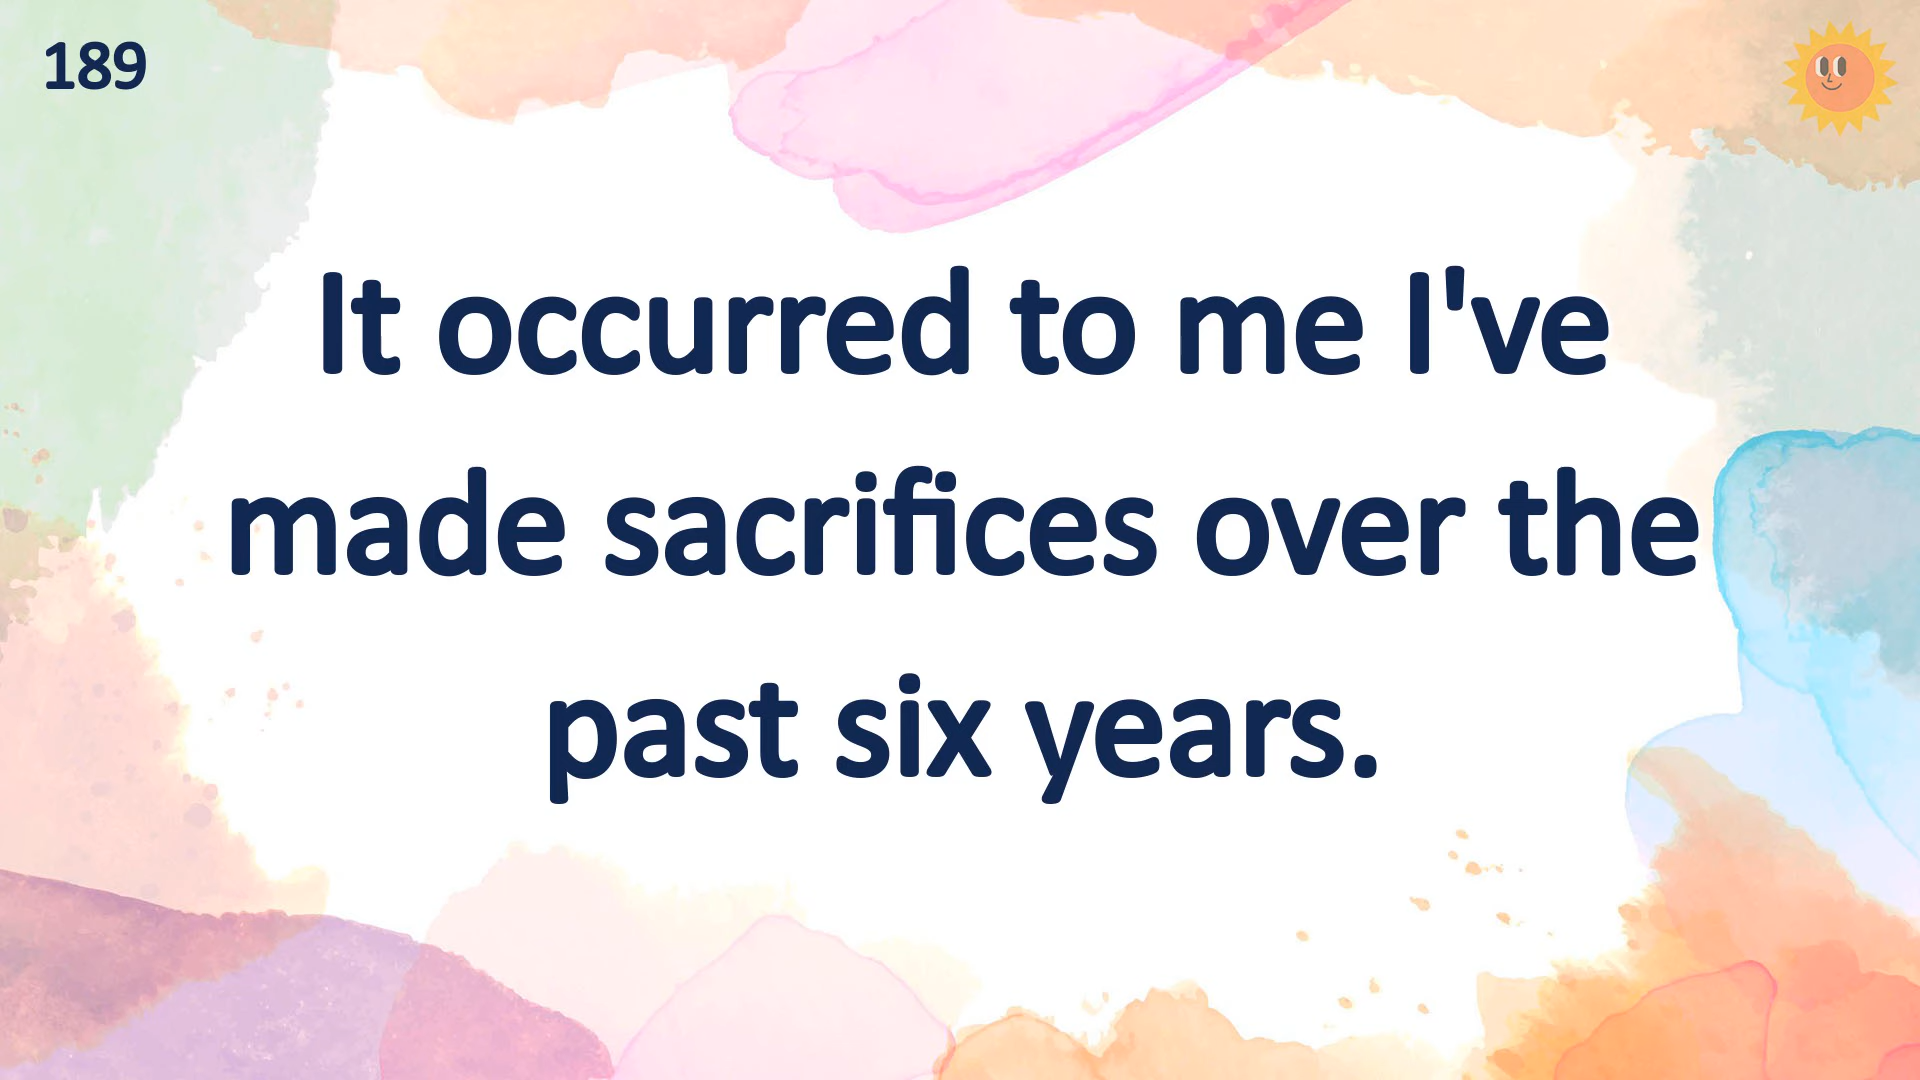 189
It occurred to me I've
made sacrifices over the
past six years.